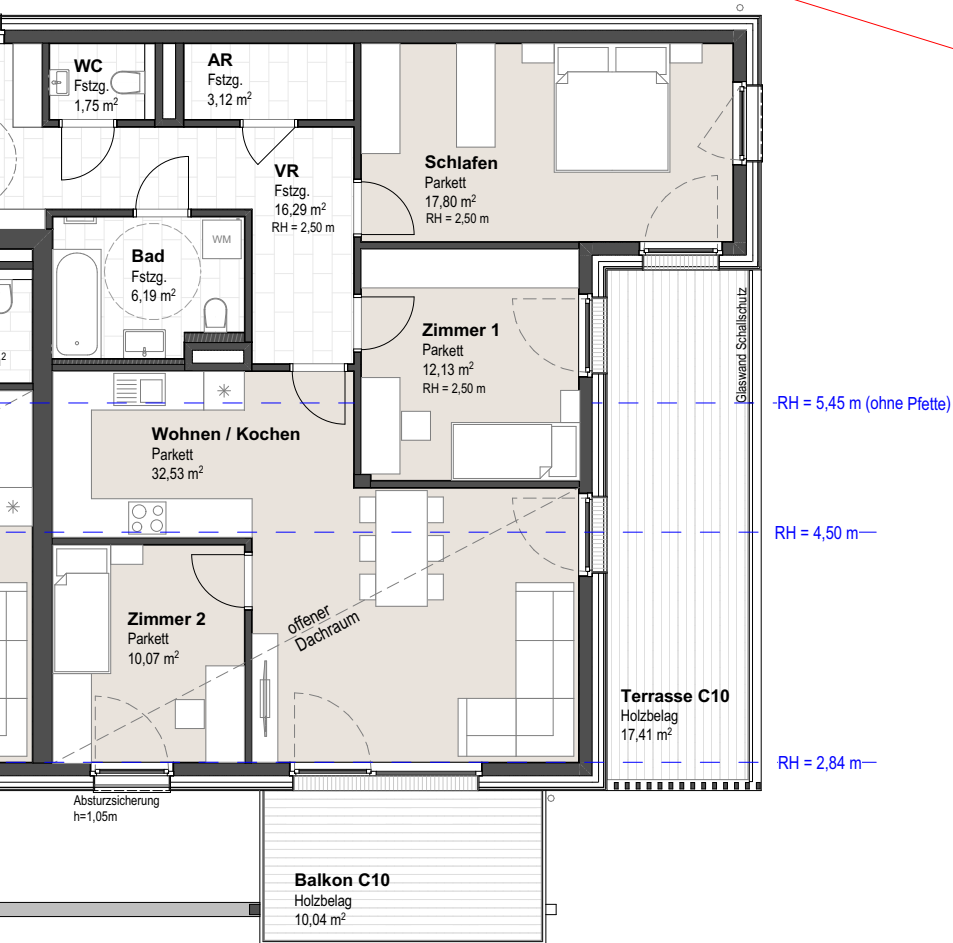 WC
Fstzg.
1,75 m²
AR
Fstzg.
3,12 m²
VR
Fstzg.
16,29 m²
RH = 2,50 m
Schlafen
Parkett
17,80 m²
RH = 2,50 m
Bad
Fstzg.
6,19 m²
WM
Zimmer 1
Parkett
12,13 m²
RH = 2,50 m
Glaswand Schallschutz
RH = 5,45 m (ohne Pfette)
Wohnen / Kochen
Parkett
32,53 m²
RH = 4,50 m
Zimmer 2
Parkett
10,07 m²
offener
Dachraum
Terrasse C10
Holzbelag
17,41 m²
RH = 2,84 m
Absturzsicherung
h=1,05m
Balkon C10
Holzbelag
10,04 m²